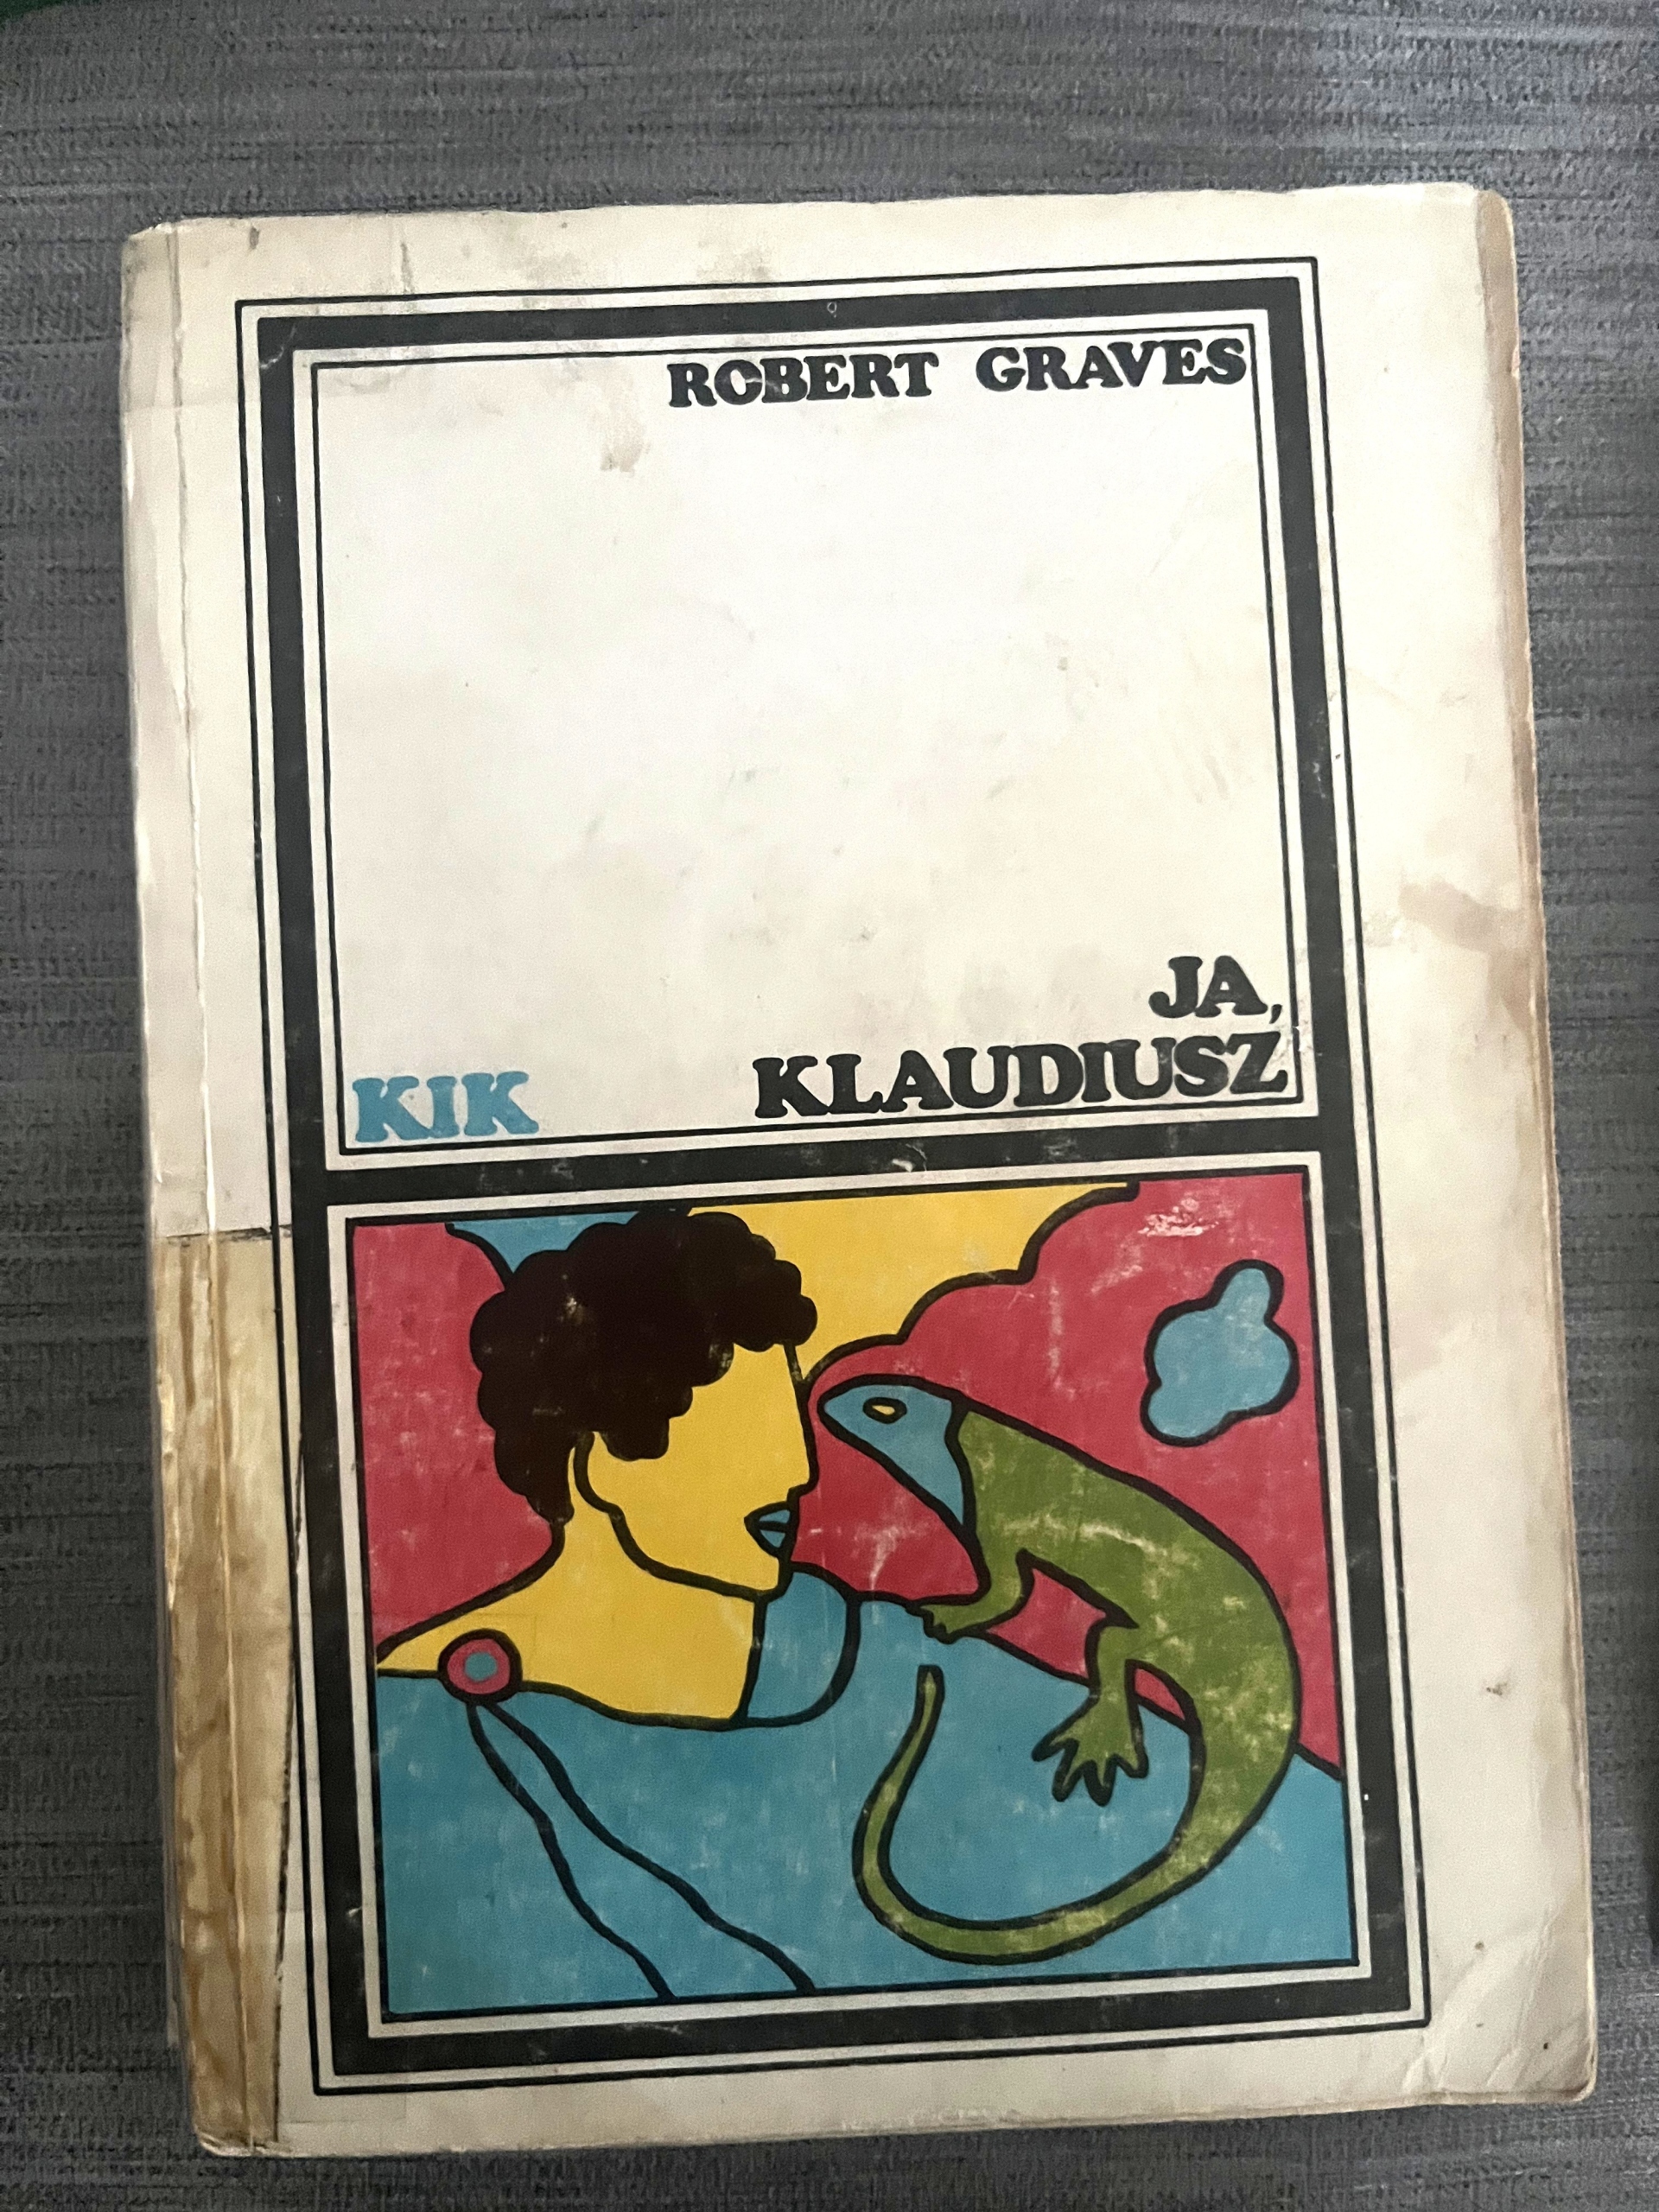 ROBERT GRAVES
JA,
KIK KLAUDIUSZ